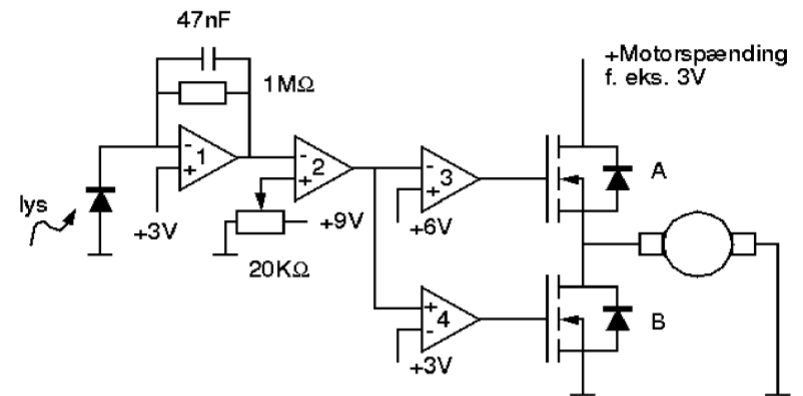 47nF
+Motorspænding
f. eks. 3V
1MΩ
-
1
+
-
2
+
-
3
+
A
lys
+3V
+9V
+6V
20KΩ
+
4
-
B
+3V